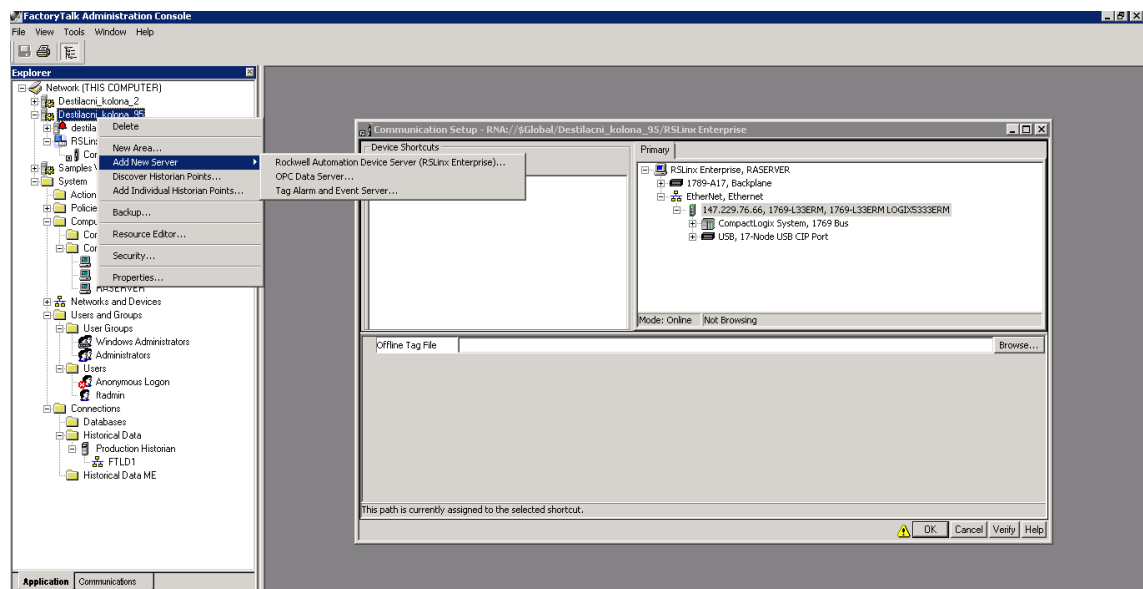 FactoryTalk Administration Console
File View Tools Window Help
Explorer
Network (THIS COMPUTER)
Destilacni_kolona_2
Destilacni_kolona_95
destila
RSLin
Co
Samples
System
Action
Policie
Compu
Co
Co
RASERVER
Networks and Devices
Users and Groups
User Groups
Windows Administrators
Administrators
Users
Anonymous Logon
ftadmin
Connections
Databases
Historical Data
Production Historian
FTLD1
Historical Data ME
Application Communications
Delete
New Area...
Add New Server
Discover Historian Points...
Add Individual Historian Points...
Backup...
Resource Editor...
Security...
Properties...
Rockwell Automation Device Server (RSLinx Enterprise)...
OPC Data Server...
Tag Alarm and Event Server...
Communication Setup - RNA://$Global/Destilacni_kolona_95/RSLinx Enterprise
Device Shortcuts
Primary
RSLinx Enterprise, RASERVER
1789-A17, Backplane
EtherNet, Ethernet
147.229.76.66, 1769-L33ERM, 1769-L33ERM LOGIX5333ERM
CompactLogix System, 1769 Bus
USB, 17-Node USB CIP Port
Mode: Online Not Browsing
Offline Tag File Browse...
This path is currently assigned to the selected shortcut.
OK Cancel Verify Help